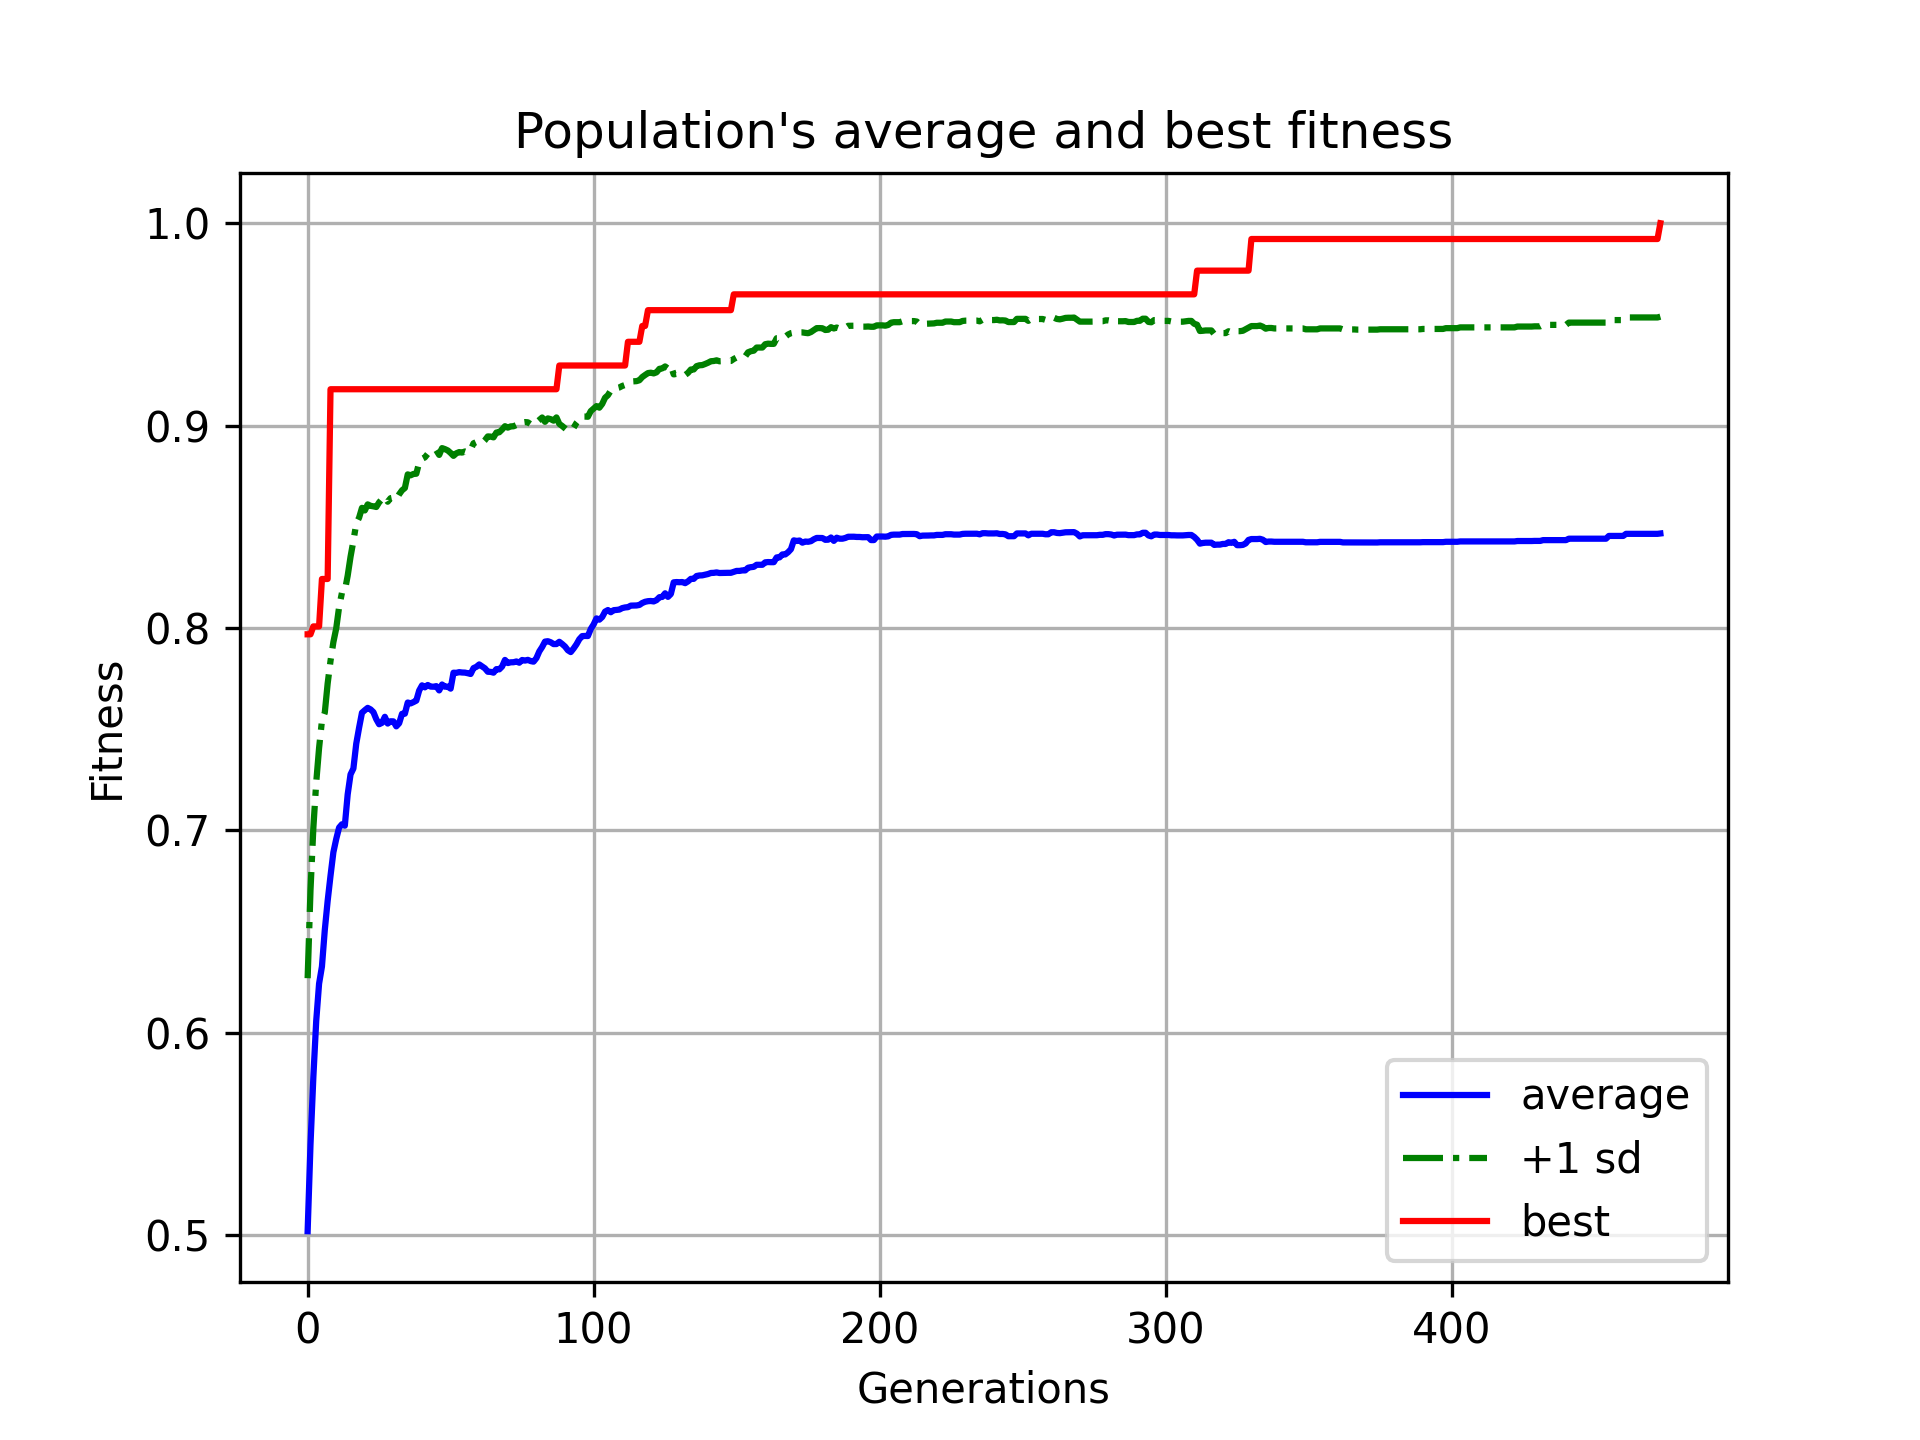 Population's average and best fitness
1.0
0.9
0.8
0.7
0.6
0.5
Fitness
0 100 200 300 400
Generations
average
+1 sd
best